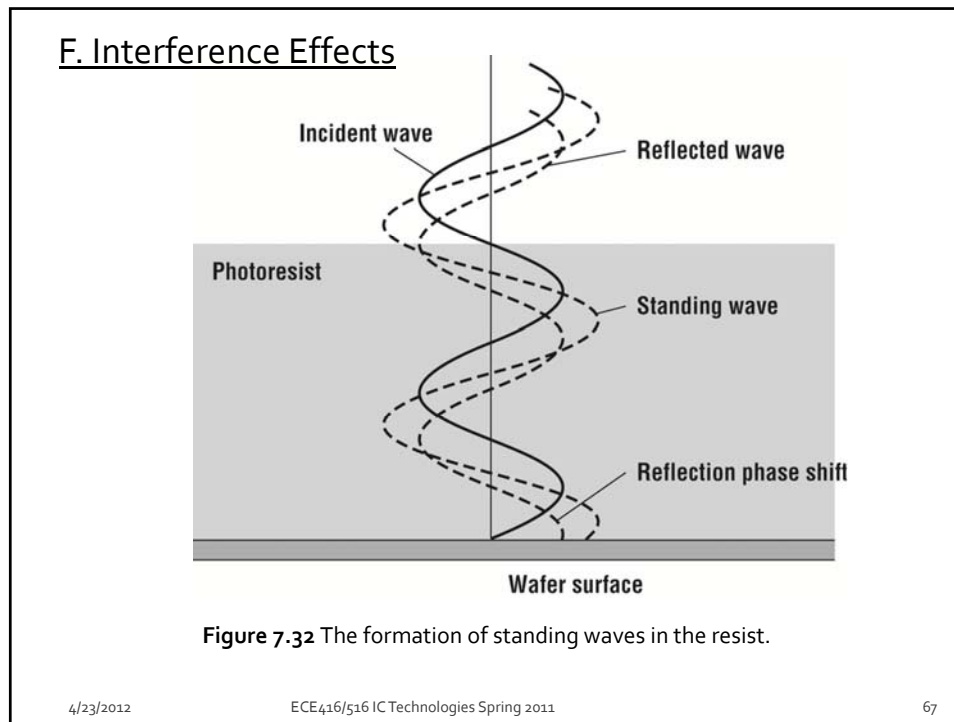 F. Interference Effects
Incident wave
Reflected wave
Photoresist
Standing wave
Reflection phase shift
Wafer surface
Figure 7.32 The formation of standing waves in the resist.
4/23/2012 ECE416/516 IC Technologies Spring 2011 67